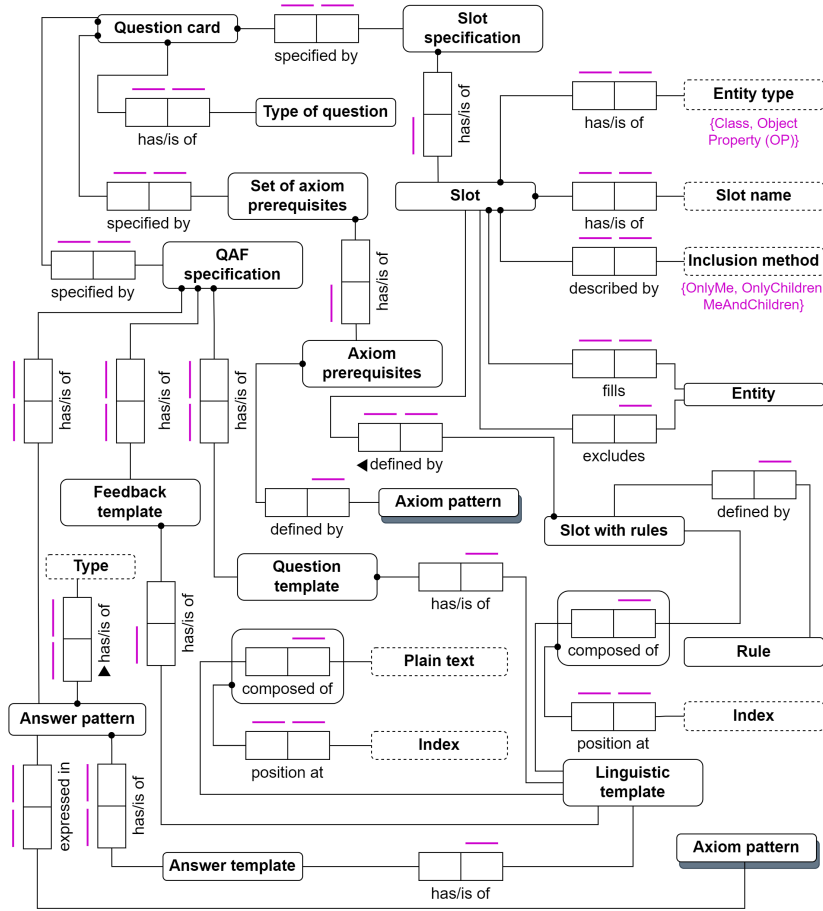 Question card
specified by
Slot
specification
has/is of
Type of question
has/is of
Entity type
has/is of
{Class, Object
Property (OP)}
Set of axiom
prerequisites
specified by
Slot
Slot name
has/is of
QAF
specification
specified by
has/is of
Inclusion method
described by
{OnlyMe, OnlyChildren
MeAndChildren}
Axiom
prerequisites
has/is of
has/is of
has/is of
fills
Entity
excludes
defined by
Feedback
template
Axiom pattern
defined by
Slot with rules
defined by
Type
has/is of
has/is of
Question
template
has/is of
Plain text
composed of
composed of
Rule
Answer pattern
Index
position at
Index
position at
expressed in
has/is of
Linguistic
template
Answer template
has/is of
Axiom pattern